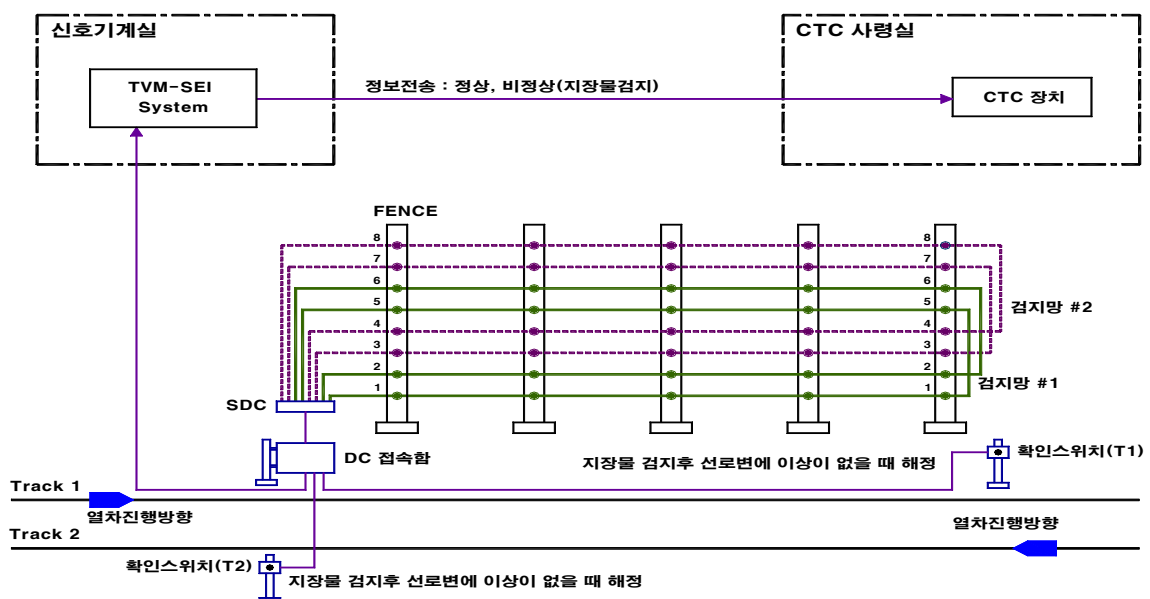 신호기계실
CTC 사령실
TVM-SEI
System
정보전송 : 정상, 비정상(지장물검지)
CTC 장치
FENCE
8 8
7 7
6 6
5 5
검지망 #2
4 4
3 3
2 2
검지망 #1
1 1
SDC
DC 접속함
지장물 검지후 선로변에 이상이 없을 때 해정
확인스위치(T1)
Track 1
열차진행방향
열차진행방향
Track 2
확인스위치(T2)
지장물 검지후 선로변에 이상이 없을 때 해정